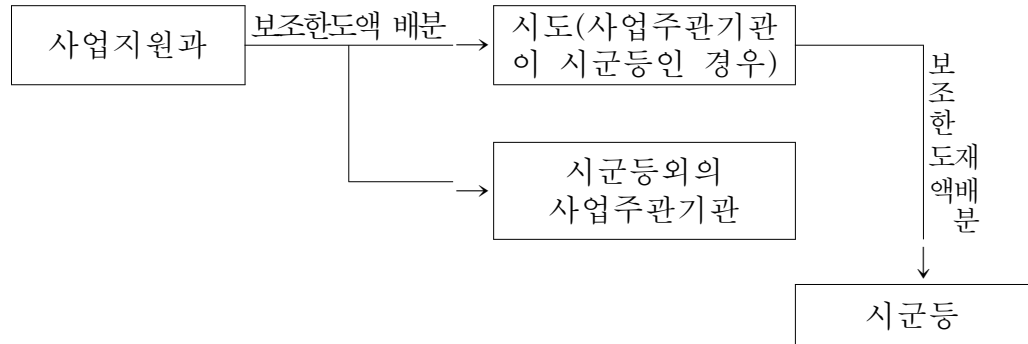 사업지원과
보조한도액 배분
시도(사업주관기관
이 시군등인 경우)
보조한도액
재배분
시군등외의
사업주관기관
시군등